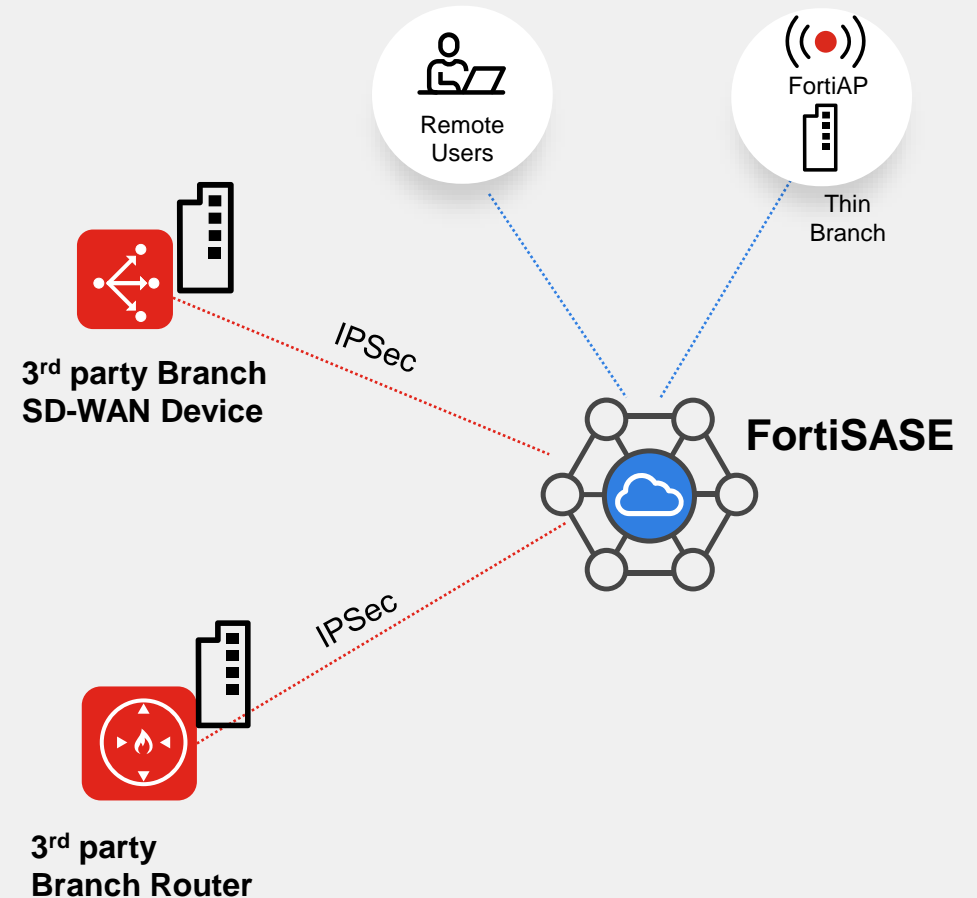 FortiAP
Remote
Users
Thin
Branch
IPSec
3rd party Branch
SD-WAN Device
FortiSASE
IPSec
3rd party
Branch Router